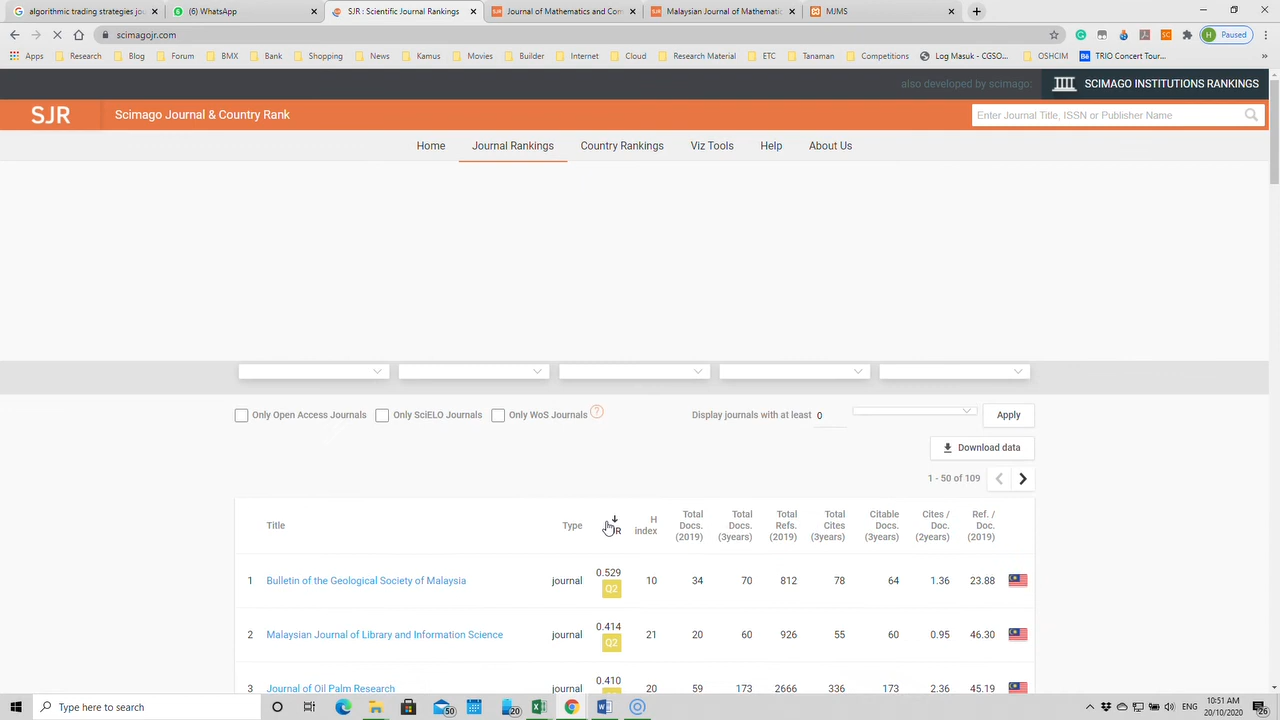 algorithmic trading strategies jou
(6) WhatsApp
SJR : Scientific Journal Rankings
Journal of Mathematics and Com
Malaysian Journal of Mathematic
MJMS
scimagojr.com
Paused
Apps
Research
Blog
Forum
BMX
Bank
Shopping
News
Kamus
Movies
Builder
Internet
Cloud
Research Material
ETC
Tanaman
Competitions
Log Masuk - CGSO...
OSHCIM
TRIO Concert Tour...
also developed by scimago:
SCIMAGO INSTITUTIONS RANKINGS
SJR
Scimago Journal & Country Rank
Enter Journal Title, ISSN or Publisher Name
Home
Journal Rankings
Country Rankings
Viz Tools
Help
About Us
Only Open Access Journals
Only SciELO Journals
Only WoS Journals
?
Display journals with at least
0
Apply
Download data
1 - 50 of 109
Title
Type
H index
Total Docs. (2019)
Total Docs. (3years)
Total Refs. (2019)
Total Cites (3years)
Citable Docs. (3years)
Cites / Doc. (2years)
Ref. / Doc. (2019)
1 Bulletin of the Geological Society of Malaysia journal 0.529 Q2 10 34 70 812 78 64 1.36 23.88
2 Malaysian Journal of Library and Information Science journal 0.414 Q2 21 20 60 926 55 60 0.95 46.30
3 Journal of Oil Palm Research journal 0.410 20 59 173 2666 336 173 2.36 45.19
Type here to search
50
20
ENG
10:51 AM
20/10/2020
26